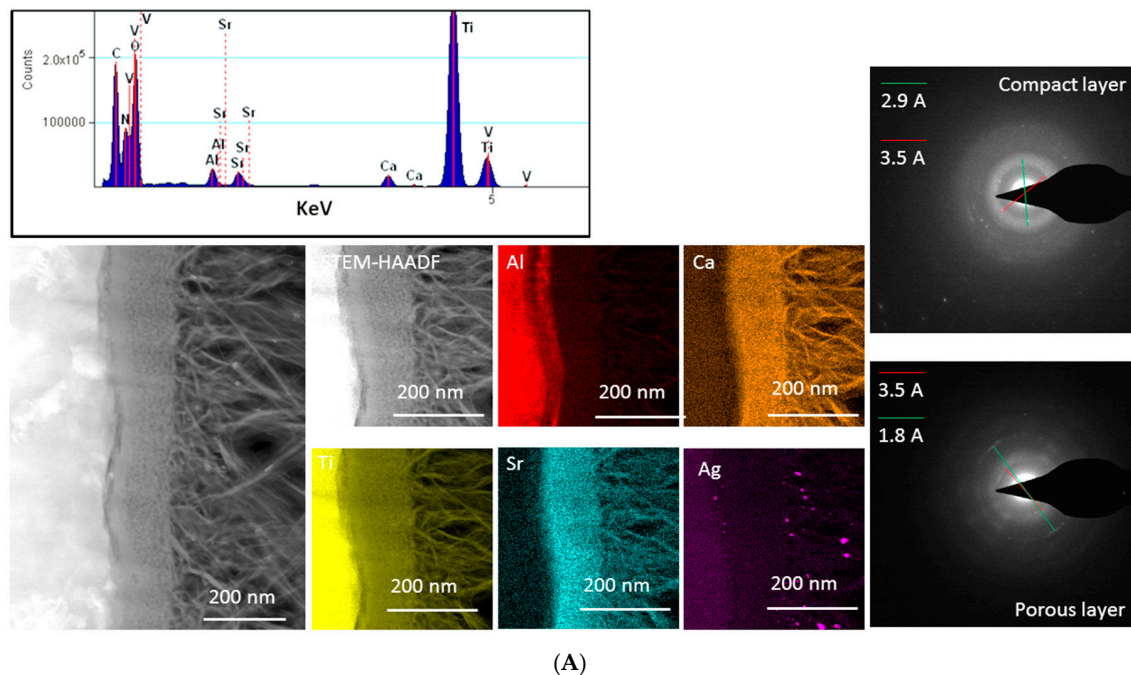 C
N
V
V
O
V
Al
Al
Sr
Sr
Sr
Sr
Sr
Ca
Ca
Ti
V
Ti
V
Counts
2.0x10⁵
100000
5
KeV
200 nm
STEM-HAADF
200 nm
Al
200 nm
Ca
200 nm
Ti
200 nm
Sr
200 nm
Ag
200 nm
Compact layer
2.9 A
3.5 A
3.5 A
1.8 A
Porous layer
(A)